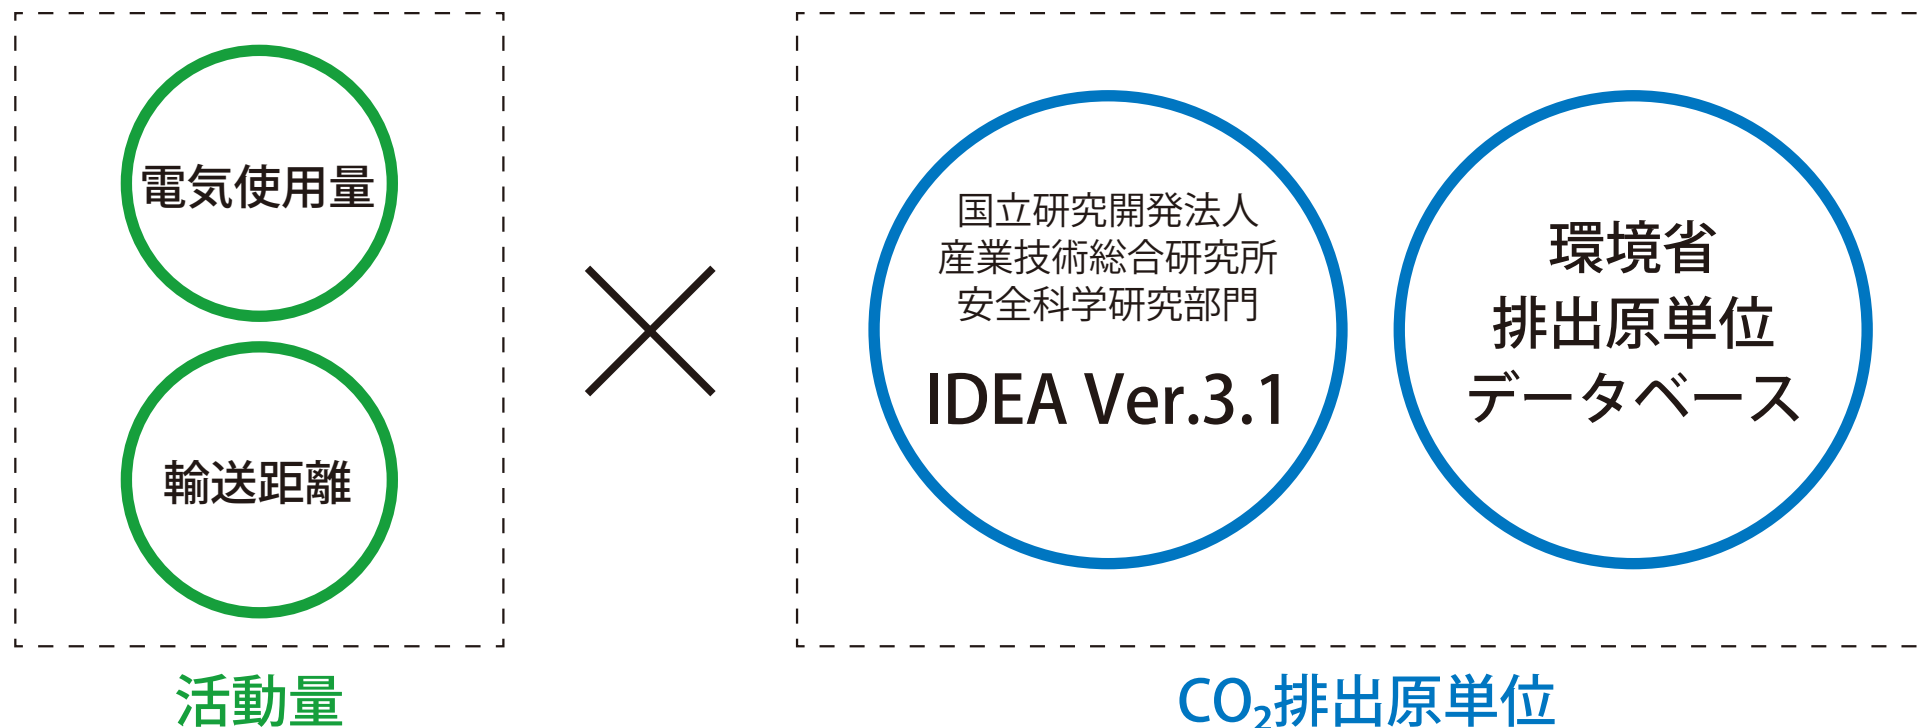 電気使用量
輸送距離
活動量
国立研究開発法人
産業技術総合研究所
安全科学研究部門
IDEA Ver.3.1
環境省
排出原単位
データベース
CO₂排出原単位